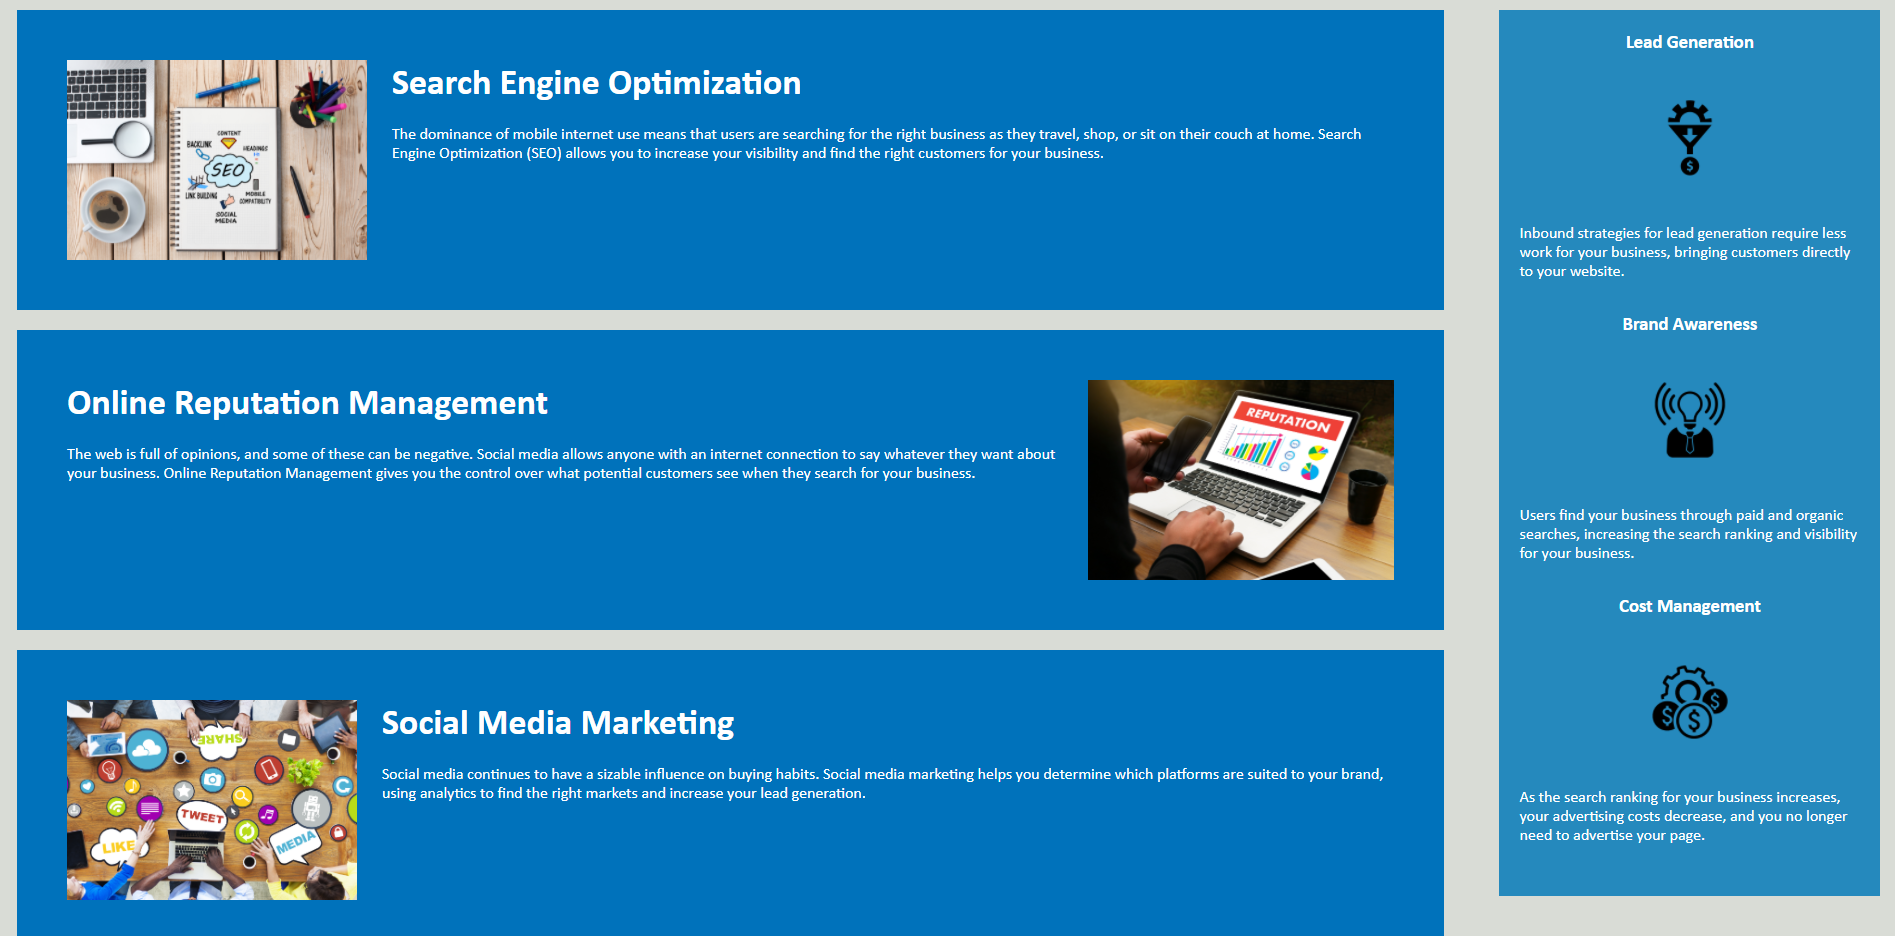 CONTENT
BACKLINK
HEADINGS
SEO
LINK BUILDING
MOBILE
COMPATIBILITY
SOCIAL
MEDIA
Search Engine Optimization
The dominance of mobile internet use means that users are searching for the right business as they travel, shop, or sit on their couch at home. Search
Engine Optimization (SEO) allows you to increase your visibility and find the right customers for your business.
Online Reputation Management
The web is full of opinions, and some of these can be negative. Social media allows anyone with an internet connection to say whatever they want about
your business. Online Reputation Management gives you the control over what potential customers see when they search for your business.
REPUTATION
SHARE
TWEET
LIKE
MEDIA
Social Media Marketing
Social media continues to have a sizable influence on buying habits. Social media marketing helps you determine which platforms are suited to your brand,
using analytics to find the right markets and increase your lead generation.
Lead Generation
$
Inbound strategies for lead generation require less
work for your business, bringing customers directly
to your website.
Brand Awareness
Users find your business through paid and organic
searches, increasing the search ranking and visibility
for your business.
Cost Management
$ $ $
As the search ranking for your business increases,
your advertising costs decrease, and you no longer
need to advertise your page.